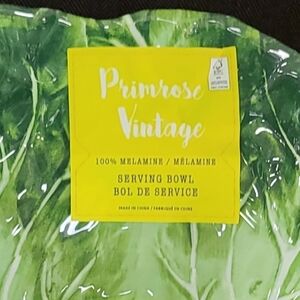 Primrose
Vintage
100% MELAMINE / MÉLAMINE
SERVING BOWL
BOL DE SERVICE
MADE IN CHINA / FABRIQUÉ EN CHINE